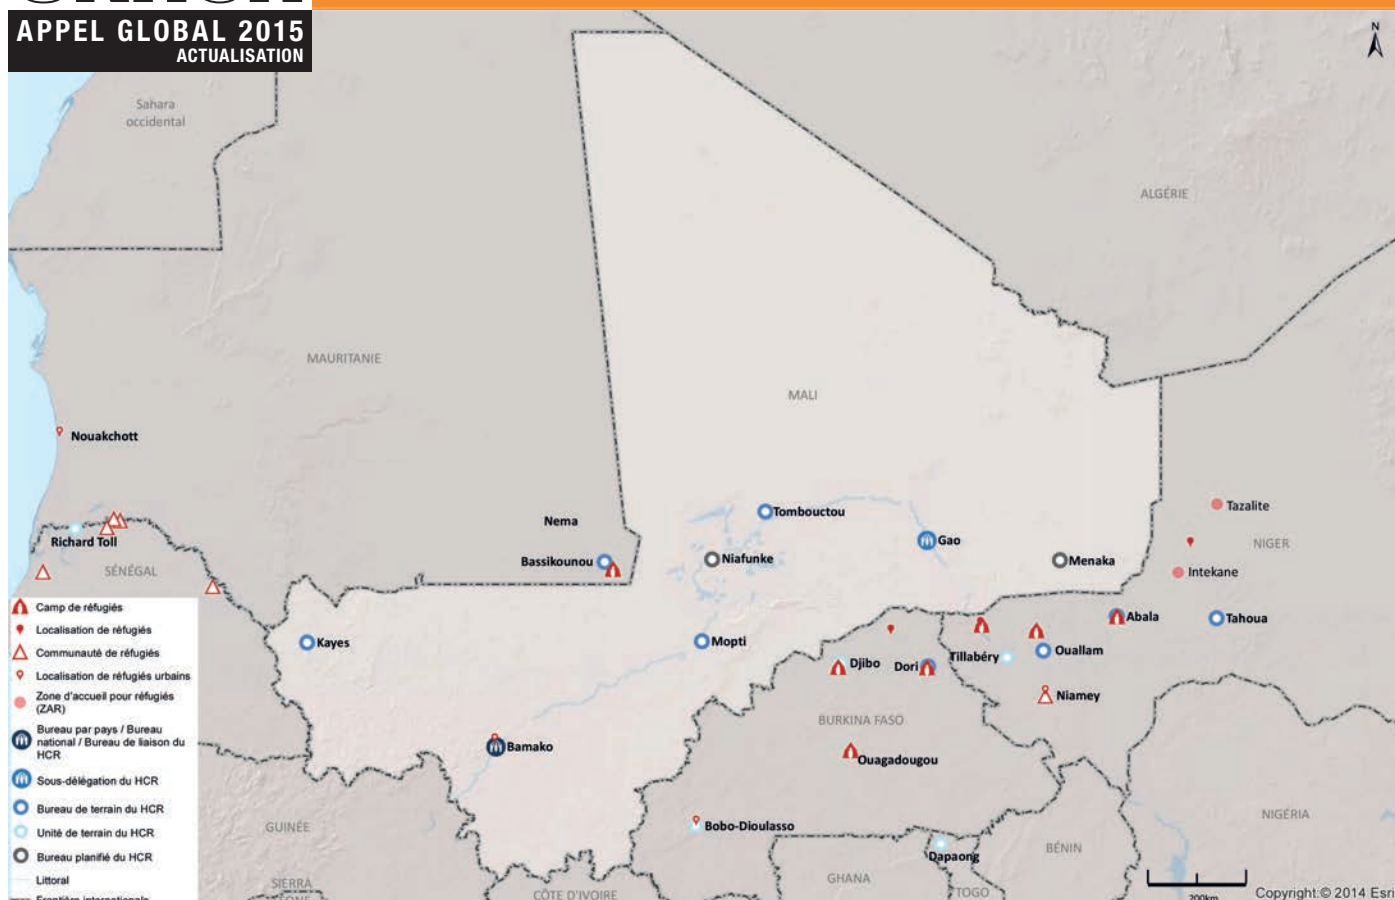 APPEL GLOBAL 2015
ACTUALISATION
N
Sahara
occidental
ALGÉRIE
MAURITANIE
MALI
Nouakchott
Tazalite
Tombouctou
Nema
Richard Toll
Gao
NIGER
Bassikounou
Niafunke
Menaka
SÉNÉGAL
Intekane
Camp de réfugiés
Abala
Tahoua
Localisation de réfugiés
Kayes
Mopti
Ouallam
Communauté de réfugiés
Tillabéry
Djibo
Dori
Localisation de réfugiés urbains
Niamey
Zone d'accueil pour réfugiés
(ZAR)
BURKINA FASO
Bureau par pays / Bureau
national / Bureau de liaison du
HCR
Bamako
Ouagadougou
Sous-délégation du HCR
Bureau de terrain du HCR
NIGÉRIA
GUINÉE
Bobo-Dioulasso
Unité de terrain du HCR
BÉNIN
Bureau planifié du HCR
Dapaong
Littoral
GHANA
SIERRA
CÔTE D'IVOIRE
TOGO
200km
Copyright:© 2014 Esri
Frontière internationale